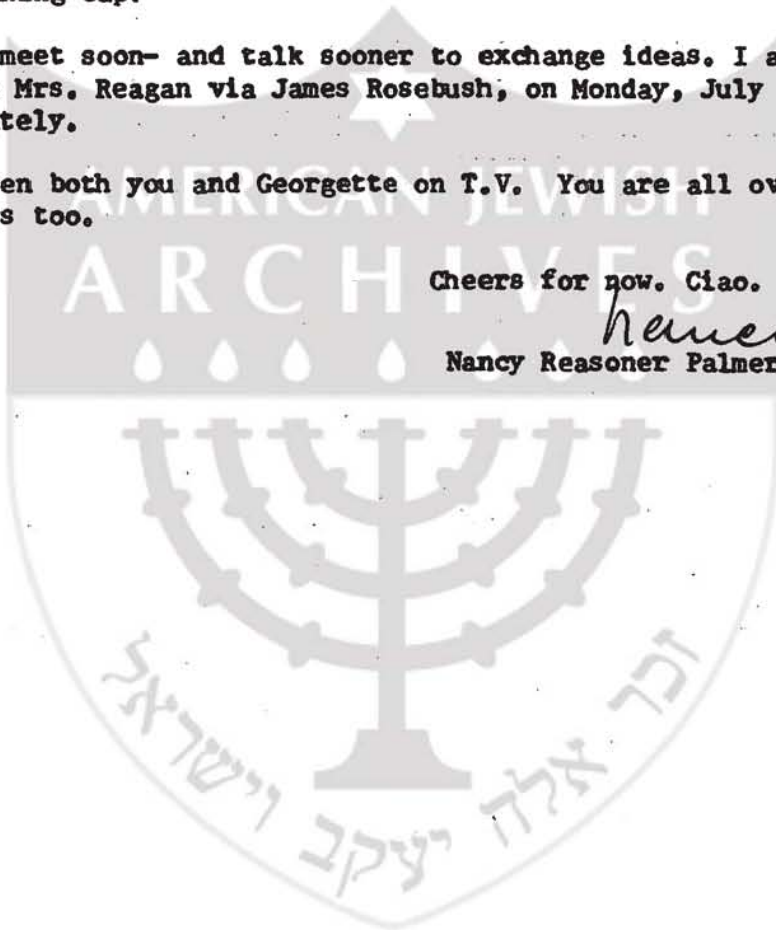 cap.
meet soon- and talk sooner to exchange ideas. I a
Mrs. Reagan via James Rosebush, on Monday, July
tely.
en both you and Georgette on T.V. You are all ov
s too.
AMERICAN JEWISH
ARCHIVES
Cheers for now. Ciao.
Nancy Reasoner Palmer
זכר אלה יעקב וישראל